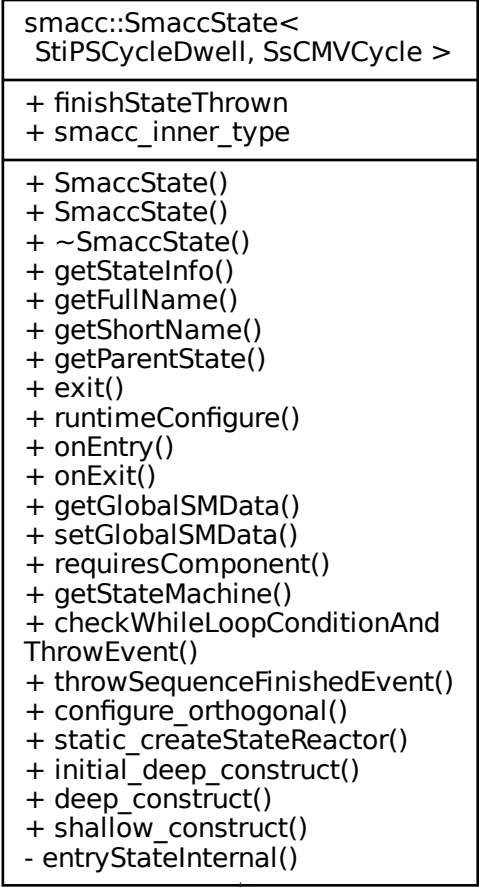 smacc::SmaccState<
StiPSCycleDwell, SsCMVCycle >
+ finishStateThrown
+ smacc_inner_type
+ SmaccState()
+ SmaccState()
+ ~SmaccState()
+ getStateInfo()
+ getFullName()
+ getShortName()
+ getParentState()
+ exit()
+ runtimeConfigure()
+ onEntry()
+ onExit()
+ getGlobalSMData()
+ setGlobalSMData()
+ requiresComponent()
+ getStateMachine()
+ checkWhileLoopConditionAnd
ThrowEvent()
+ throwSequenceFinishedEvent()
+ configure_orthogonal()
+ static_createStateReactor()
+ initial_deep_construct()
+ deep_construct()
+ shallow_construct()
- entryStateInternal()